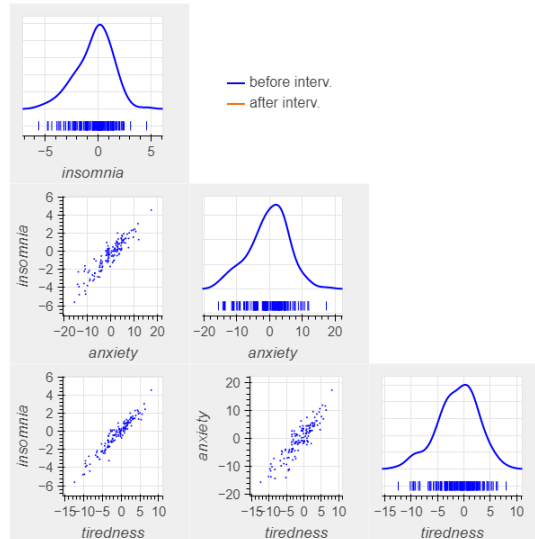 before interv.
after interv.
−5 0 5
insomnia
6
4
2
0
−2
−4
−6
insomnia
−20 −10 0 10 20
anxiety
−20 −10 0 10 20
anxiety
6
4
2
0
−2
−4
−6
insomnia
−15 −10 −5 0 5 10
tiredness
20
10
0
−10
−20
anxiety
−15 −10 −5 0 5 10
tiredness
−15 −10 −5 0 5 10
tiredness